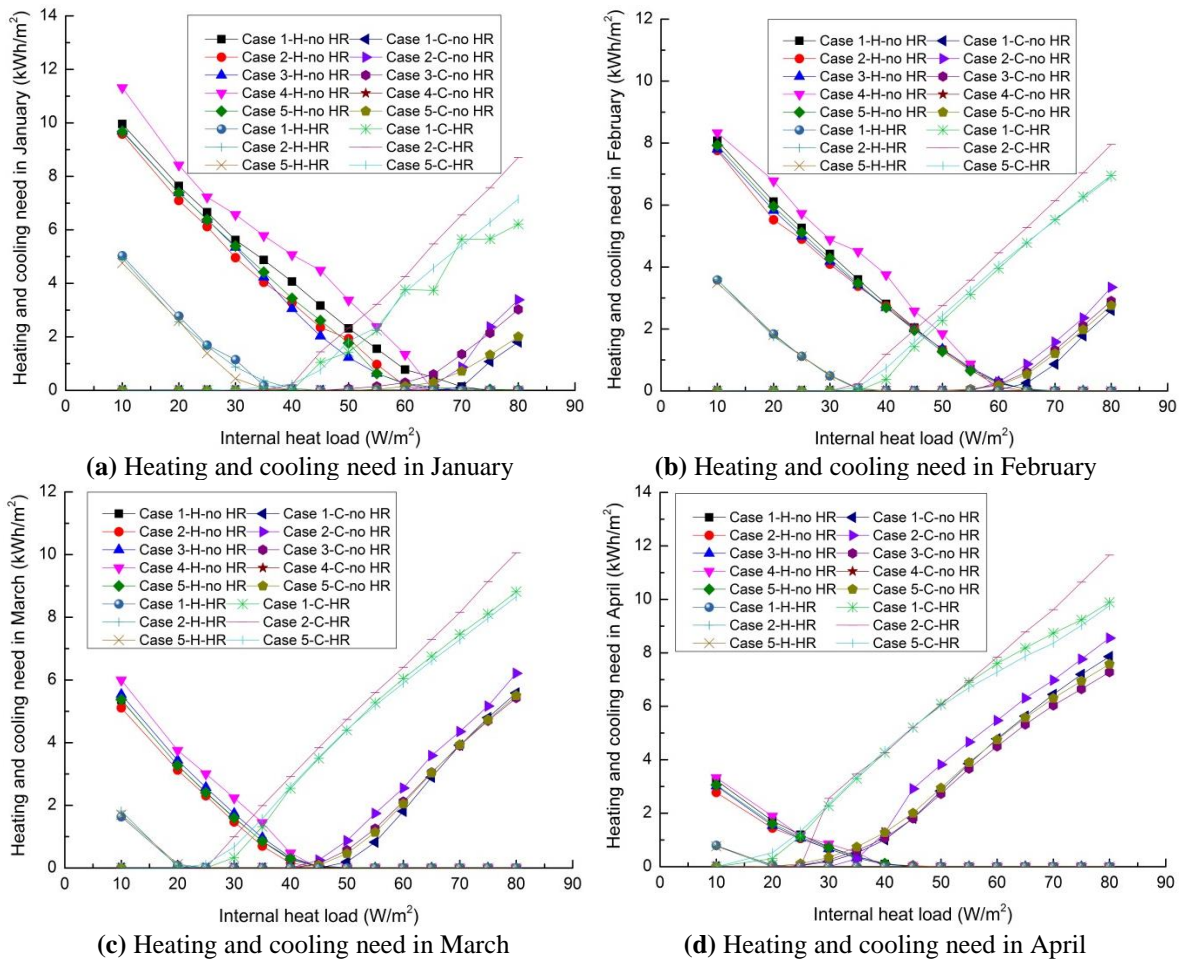 Heating and cooling need in January (kWh/m²)
14
12
10
8
6
4
2
0
Case 1-H-no HR Case 1-C-no HR
Case 2-H-no HR Case 2-C-no HR
Case 3-H-no HR Case 3-C-no HR
Case 4-H-no HR Case 4-C-no HR
Case 5-H-no HR Case 5-C-no HR
Case 1-H-HR Case 1-C-HR
Case 2-H-HR Case 2-C-HR
Case 5-H-HR Case 5-C-HR
0 10 20 30 40 50 60 70 80 90
Internal heat load (W/m²)
(a) Heating and cooling need in January
Heating and cooling need in February (kWh/m²)
12
10
8
6
4
2
0
Case 1-H-no HR Case 1-C-no HR
Case 2-H-no HR Case 2-C-no HR
Case 3-H-no HR Case 3-C-no HR
Case 4-H-no HR Case 4-C-no HR
Case 5-H-no HR Case 5-C-no HR
Case 1-H-HR Case 1-C-HR
Case 2-H-HR Case 2-C-HR
Case 5-H-HR Case 5-C-HR
0 10 20 30 40 50 60 70 80 90
Internal heat load (W/m²)
(b) Heating and cooling need in February
Heating and cooling need in March (kWh/m²)
12
10
8
6
4
2
0
Case 1-H-no HR Case 1-C-no HR
Case 2-H-no HR Case 2-C-no HR
Case 3-H-no HR Case 3-C-no HR
Case 4-H-no HR Case 4-C-no HR
Case 5-H-no HR Case 5-C-no HR
Case 1-H-HR Case 1-C-HR
Case 2-H-HR Case 2-C-HR
Case 5-H-HR Case 5-C-HR
0 10 20 30 40 50 60 70 80 90
Internal heat load (W/m²)
(c) Heating and cooling need in March
Heating and cooling need in April (kWh/m²)
14
12
10
8
6
4
2
0
Case 1-H-no HR Case 1-C-no HR
Case 2-H-no HR Case 2-C-no HR
Case 3-H-no HR Case 3-C-no HR
Case 4-H-no HR Case 4-C-no HR
Case 5-H-no HR Case 5-C-no HR
Case 1-H-HR Case 1-C-HR
Case 2-H-HR Case 2-C-HR
Case 5-H-HR Case 5-C-HR
0 10 20 30 40 50 60 70 80 90
Internal heat load (W/m²)
(d) Heating and cooling need in April